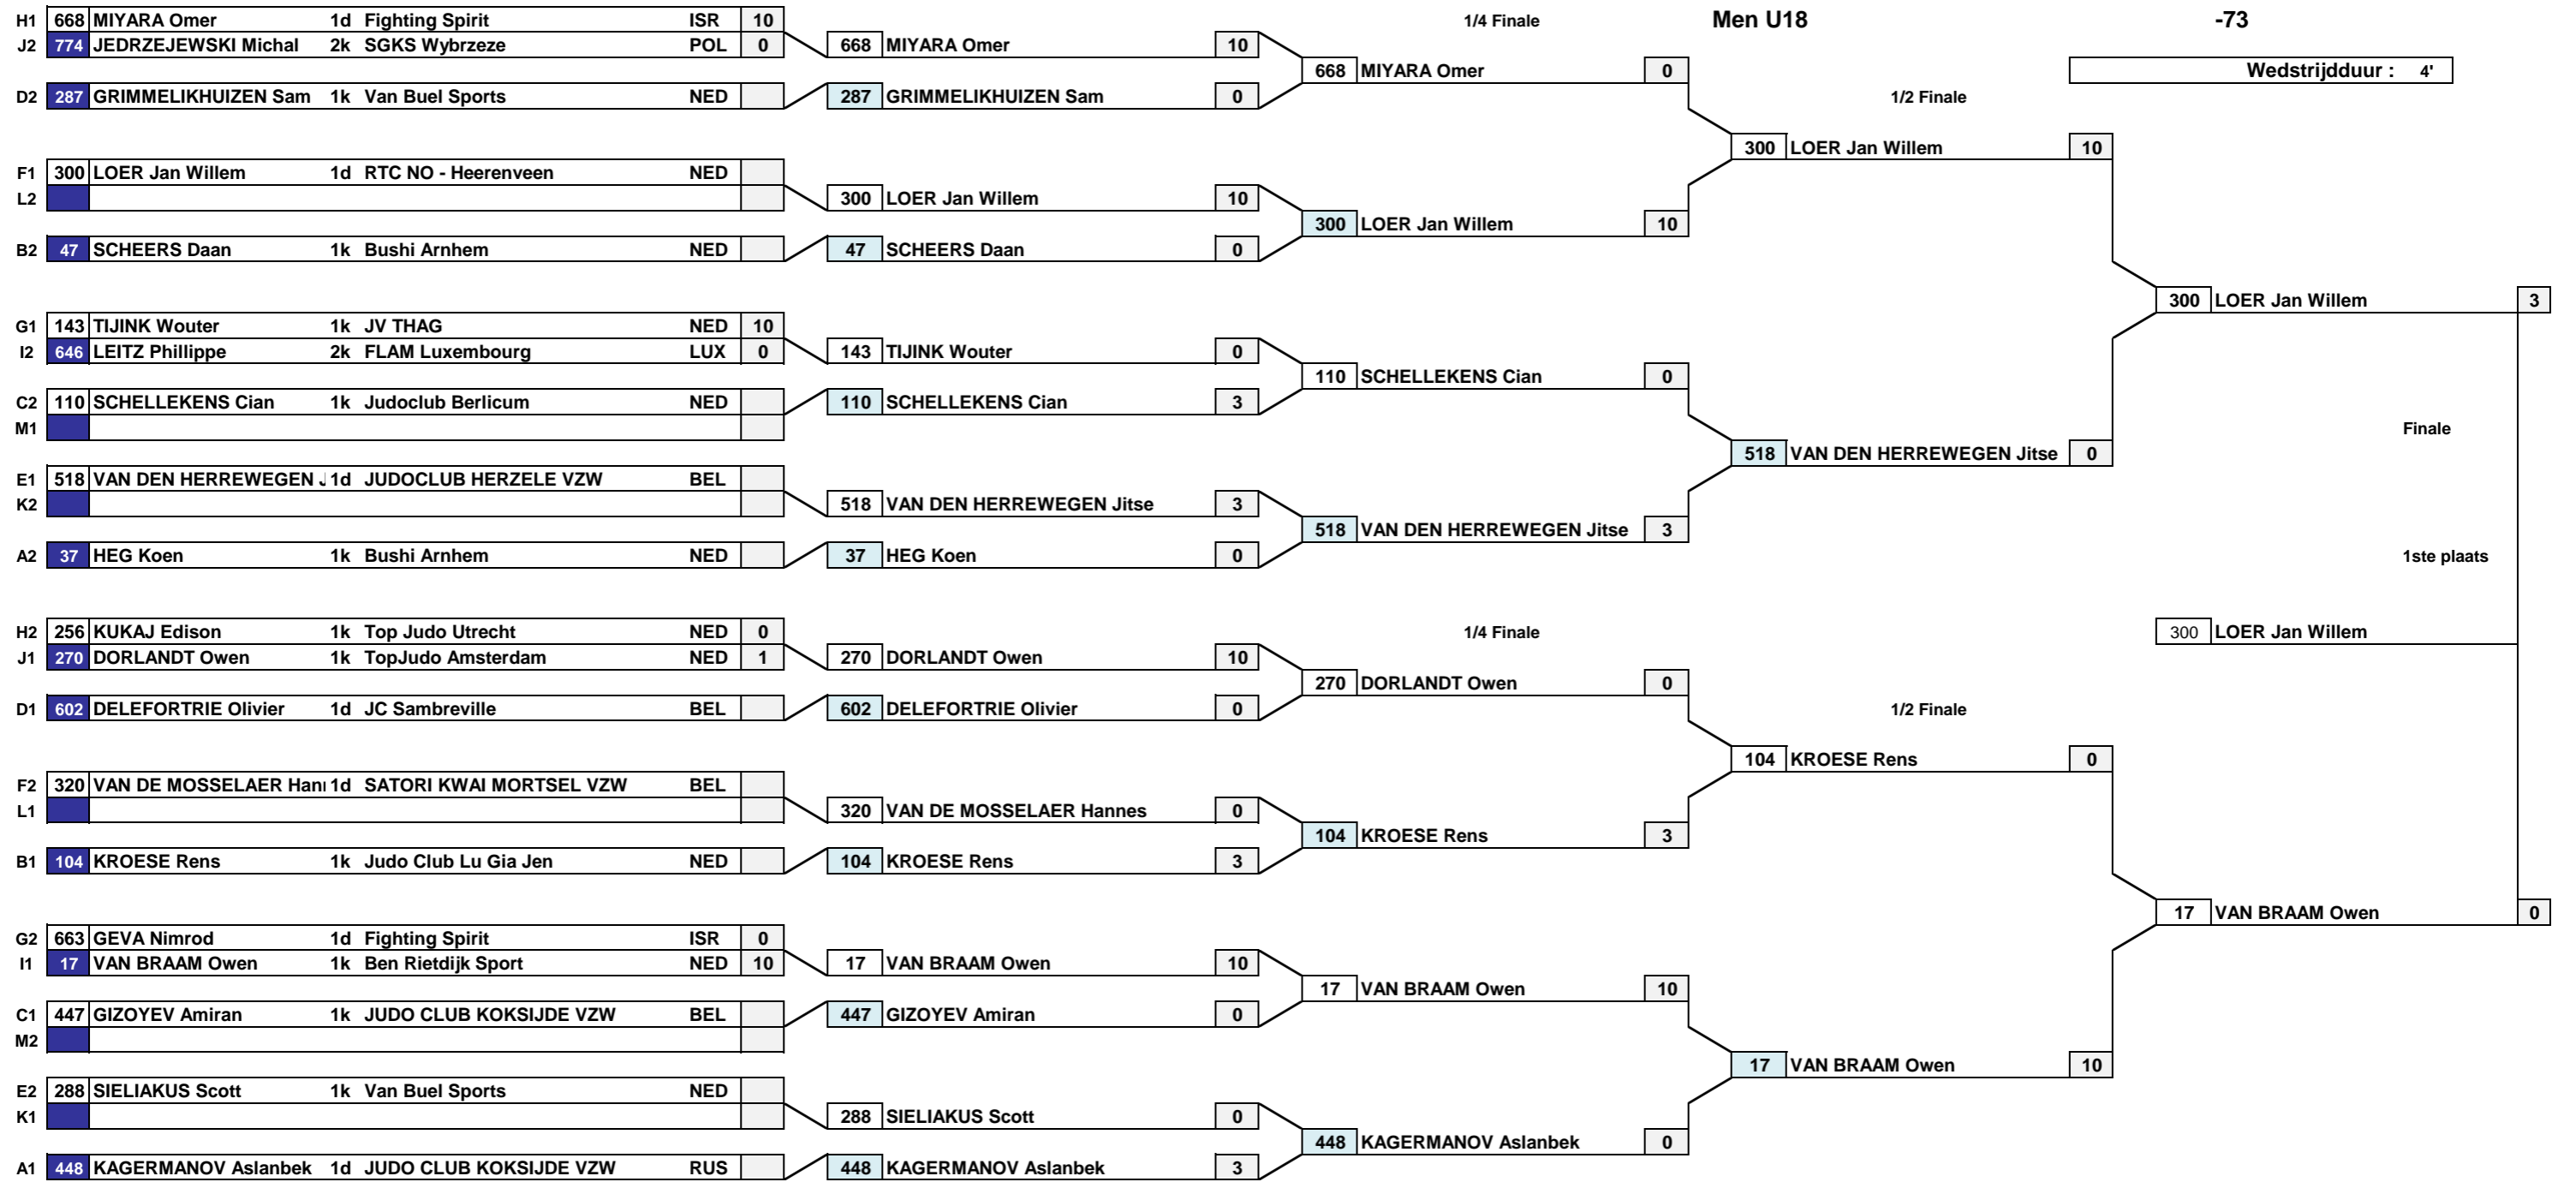 H1 668 MIYARA Omer 1d Fighting Spirit ISR 10 1/4 Finale Men U18 -73
J2 774 JEDRZEJEWSKI Michal 2k SGKS Wybrzeze POL 0 668 MIYARA Omer 10
668 MIYARA Omer 0 Wedstrijdduur : 4'
D2 287 GRIMMELIKHUIZEN Sam 1k Van Buel Sports NED 287 GRIMMELIKHUIZEN Sam 0 1/2 Finale
300 LOER Jan Willem 10
F1 300 LOER Jan Willem 1d RTC NO - Heerenveen NED
L2 300 LOER Jan Willem 10
300 LOER Jan Willem 10
B2 47 SCHEERS Daan 1k Bushi Arnhem NED 47 SCHEERS Daan 0
300 LOER Jan Willem 3
G1 143 TIJINK Wouter 1k JV THAG NED 10
I2 646 LEITZ Phillippe 2k FLAM Luxembourg LUX 0 143 TIJINK Wouter 0
110 SCHELLEKENS Cian 0
C2 110 SCHELLEKENS Cian 1k Judoclub Berlicum NED 110 SCHELLEKENS Cian 3
M1 Finale
518 VAN DEN HERREWEGEN Jitse 0
E1 518 VAN DEN HERREWEGEN J 1d JUDOCLUB HERZELE VZW BEL
K2 518 VAN DEN HERREWEGEN Jitse 3
518 VAN DEN HERREWEGEN Jitse 3
A2 37 HEG Koen 1k Bushi Arnhem NED 37 HEG Koen 0 1ste plaats
H2 256 KUKAJ Edison 1k Top Judo Utrecht NED 0 1/4 Finale 300 LOER Jan Willem
J1 270 DORLANDT Owen 1k TopJudo Amsterdam NED 1 270 DORLANDT Owen 10
270 DORLANDT Owen 0
D1 602 DELEFORTRIE Olivier 1d JC Sambreville BEL 602 DELEFORTRIE Olivier 0 1/2 Finale
104 KROESE Rens 0
F2 320 VAN DE MOSSELAER Hann 1d SATORI KWAI MORTSEL VZW BEL
L1 320 VAN DE MOSSELAER Hannes 0
104 KROESE Rens 3
B1 104 KROESE Rens 1k Judo Club Lu Gia Jen NED 104 KROESE Rens 3
17 VAN BRAAM Owen 0
G2 663 GEVA Nimrod 1d Fighting Spirit ISR 0
I1 17 VAN BRAAM Owen 1k Ben Rietdijk Sport NED 10 17 VAN BRAAM Owen 10
17 VAN BRAAM Owen 10
C1 447 GIZOYEV Amiran 1k JUDO CLUB KOKSIJDE VZW BEL 447 GIZOYEV Amiran 0
M2
17 VAN BRAAM Owen 10
E2 288 SIELIAKUS Scott 1k Van Buel Sports NED
K1 288 SIELIAKUS Scott 0
448 KAGERMANOV Aslanbek 0
A1 448 KAGERMANOV Aslanbek 1d JUDO CLUB KOKSIJDE VZW RUS 448 KAGERMANOV Aslanbek 3